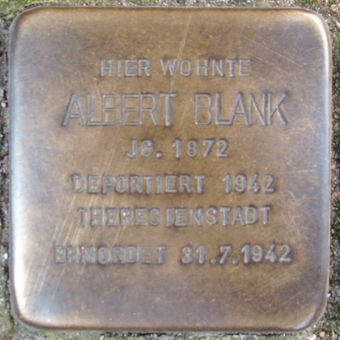 HIER WOHNTE
ALBERT BLANK
JG. 1872
DEPORTIERT 1942
THERESIENSTADT
ERMORDET 31.7.1942